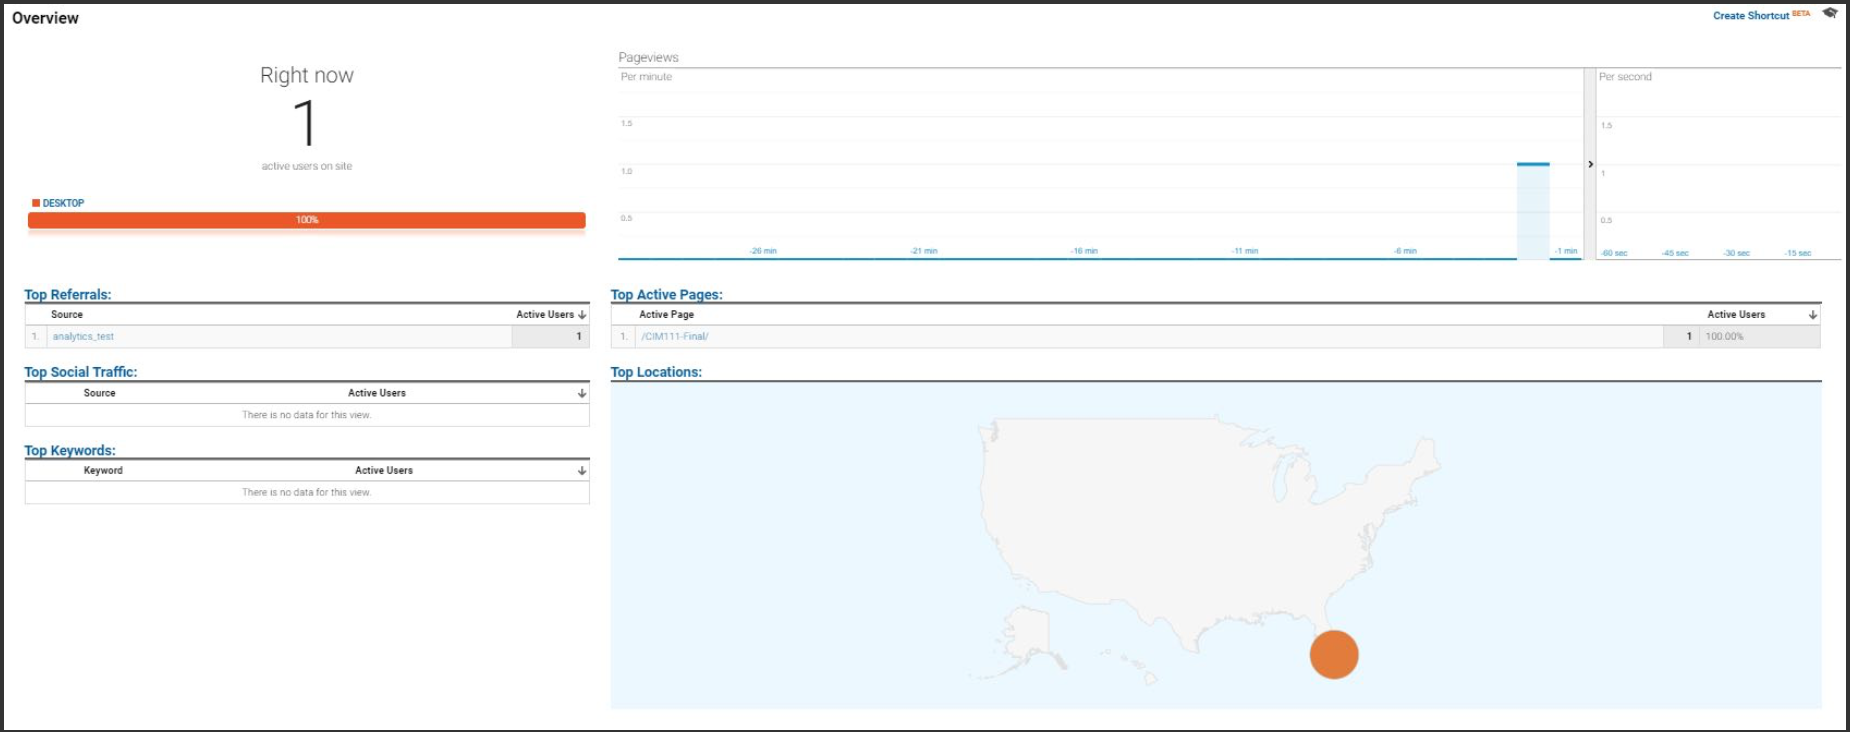 Overview
Create Shortcut BETA
Right now
1
active users on site
DESKTOP
100%
Pageviews
Per minute
1.5
1.0
0.5
-26 min
-21 min
-16 min
-11 min
-6 min
-1 min
Per second
1.5
1
0.5
-60 sec
-45 sec
-30 sec
-15 sec
Top Referrals:
Source Active Users
1. analytics_test 1
Top Social Traffic:
Source Active Users
There is no data for this view.
Top Keywords:
Keyword Active Users
There is no data for this view.
Top Active Pages:
Active Page Active Users
1. /CIM111-Final/ 1 100.00%
Top Locations: